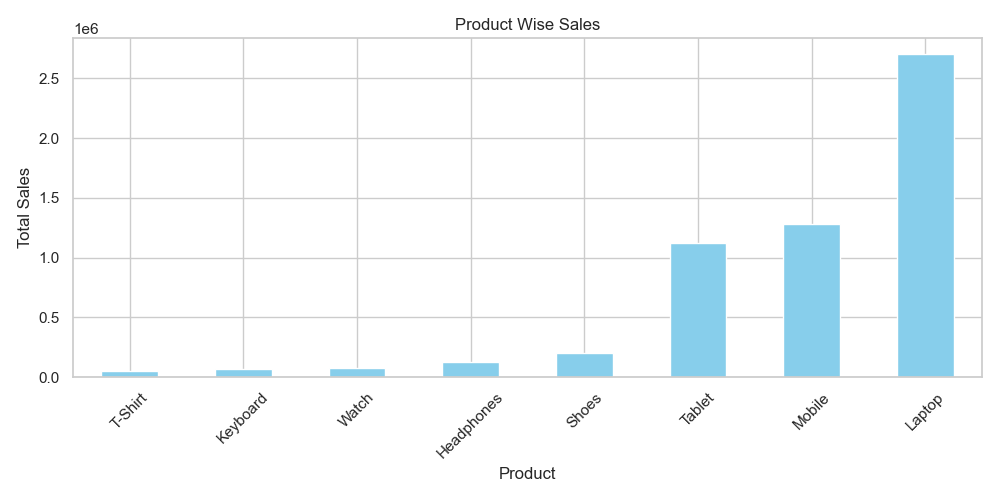 Product Wise Sales
1e6
Total Sales
2.5
2.0
1.5
1.0
0.5
0.0
T-Shirt
Keyboard
Watch
Headphones
Shoes
Tablet
Mobile
Laptop
Product